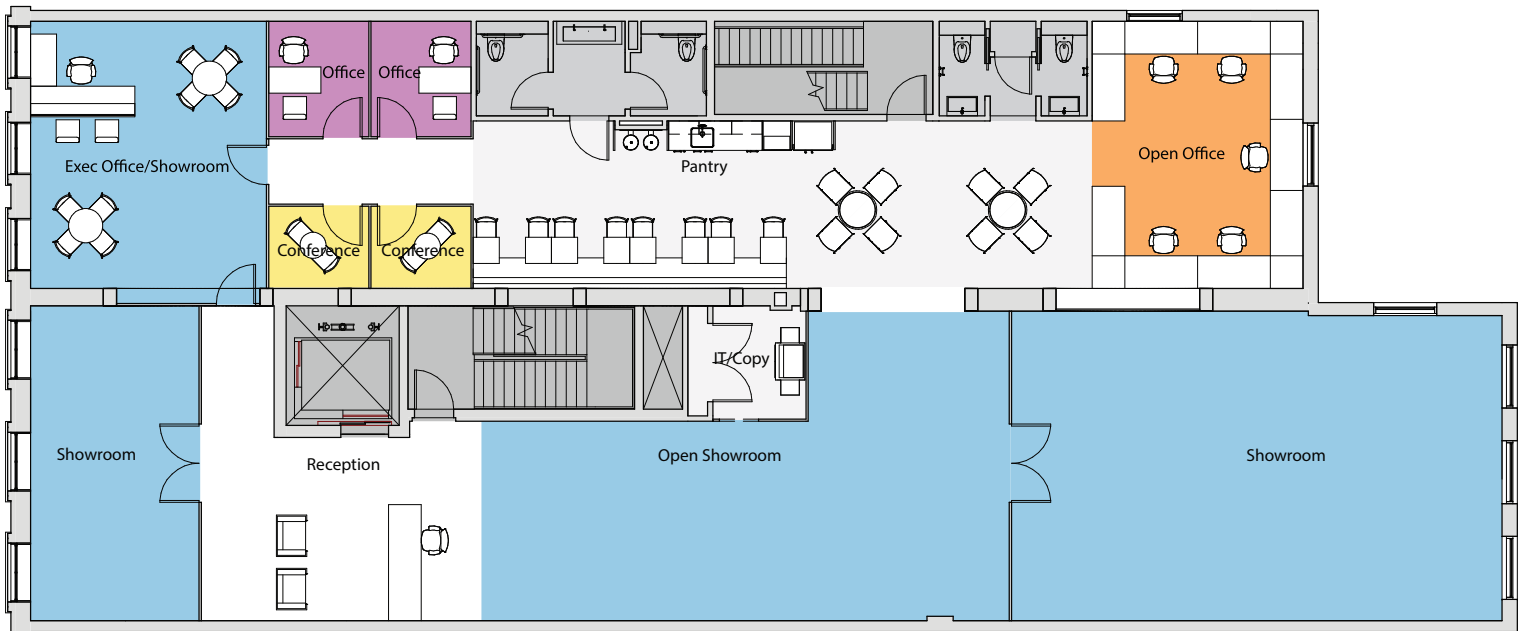 Office
Office
Exec Office/Showroom
Pantry
Open Office
Conference
Conference
IT/Copy
Showroom
Reception
Open Showroom
Showroom